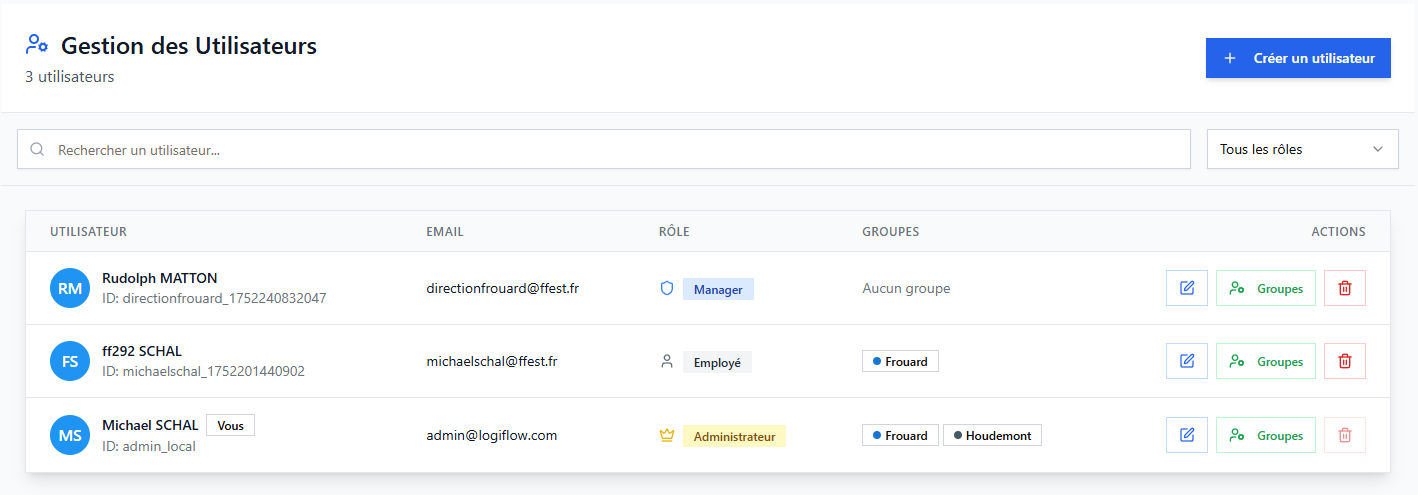 Gestion des Utilisateurs
3 utilisateurs
Créer un utilisateur
Rechercher un utilisateur...
Tous les rôles
UTILISATEUR EMAIL RÔLE GROUPES ACTIONS
RM Rudolph MATTON
ID: directionfrouard_1752240832047
directionfrouard@ffest.fr Manager Aucun groupe Groupes
FS ff292 SCHAL
ID: michaelschal_1752201440902
michaelschal@ffest.fr Employé Frouard Groupes
MS Michael SCHAL Vous
ID: admin_local
admin@logiflow.com Administrateur Frouard Houdemont Groupes